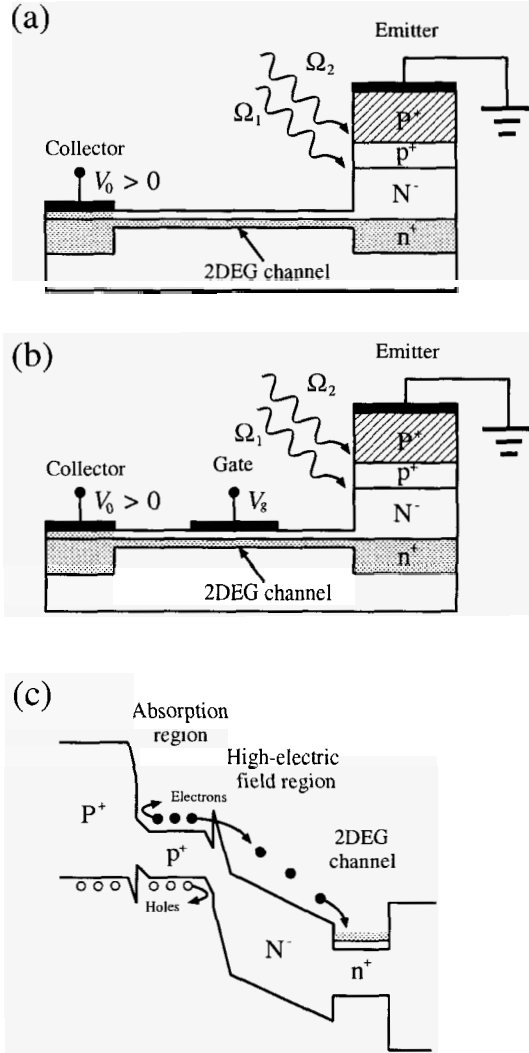 (a)
Emitter
Ω₂
Ω₁
P⁺
p⁺
Collector
V₀ > 0
N⁻
n⁺
2DEG channel
(b)
Emitter
Ω₂
Ω₁
P⁺
Collector
Gate
p⁺
V₀ > 0
Vg
N⁻
n⁺
2DEG channel
(c)
Absorption
region
High-electric
field region
Electrons
P⁺
2DEG
channel
p⁺
Holes
N⁻
n⁺